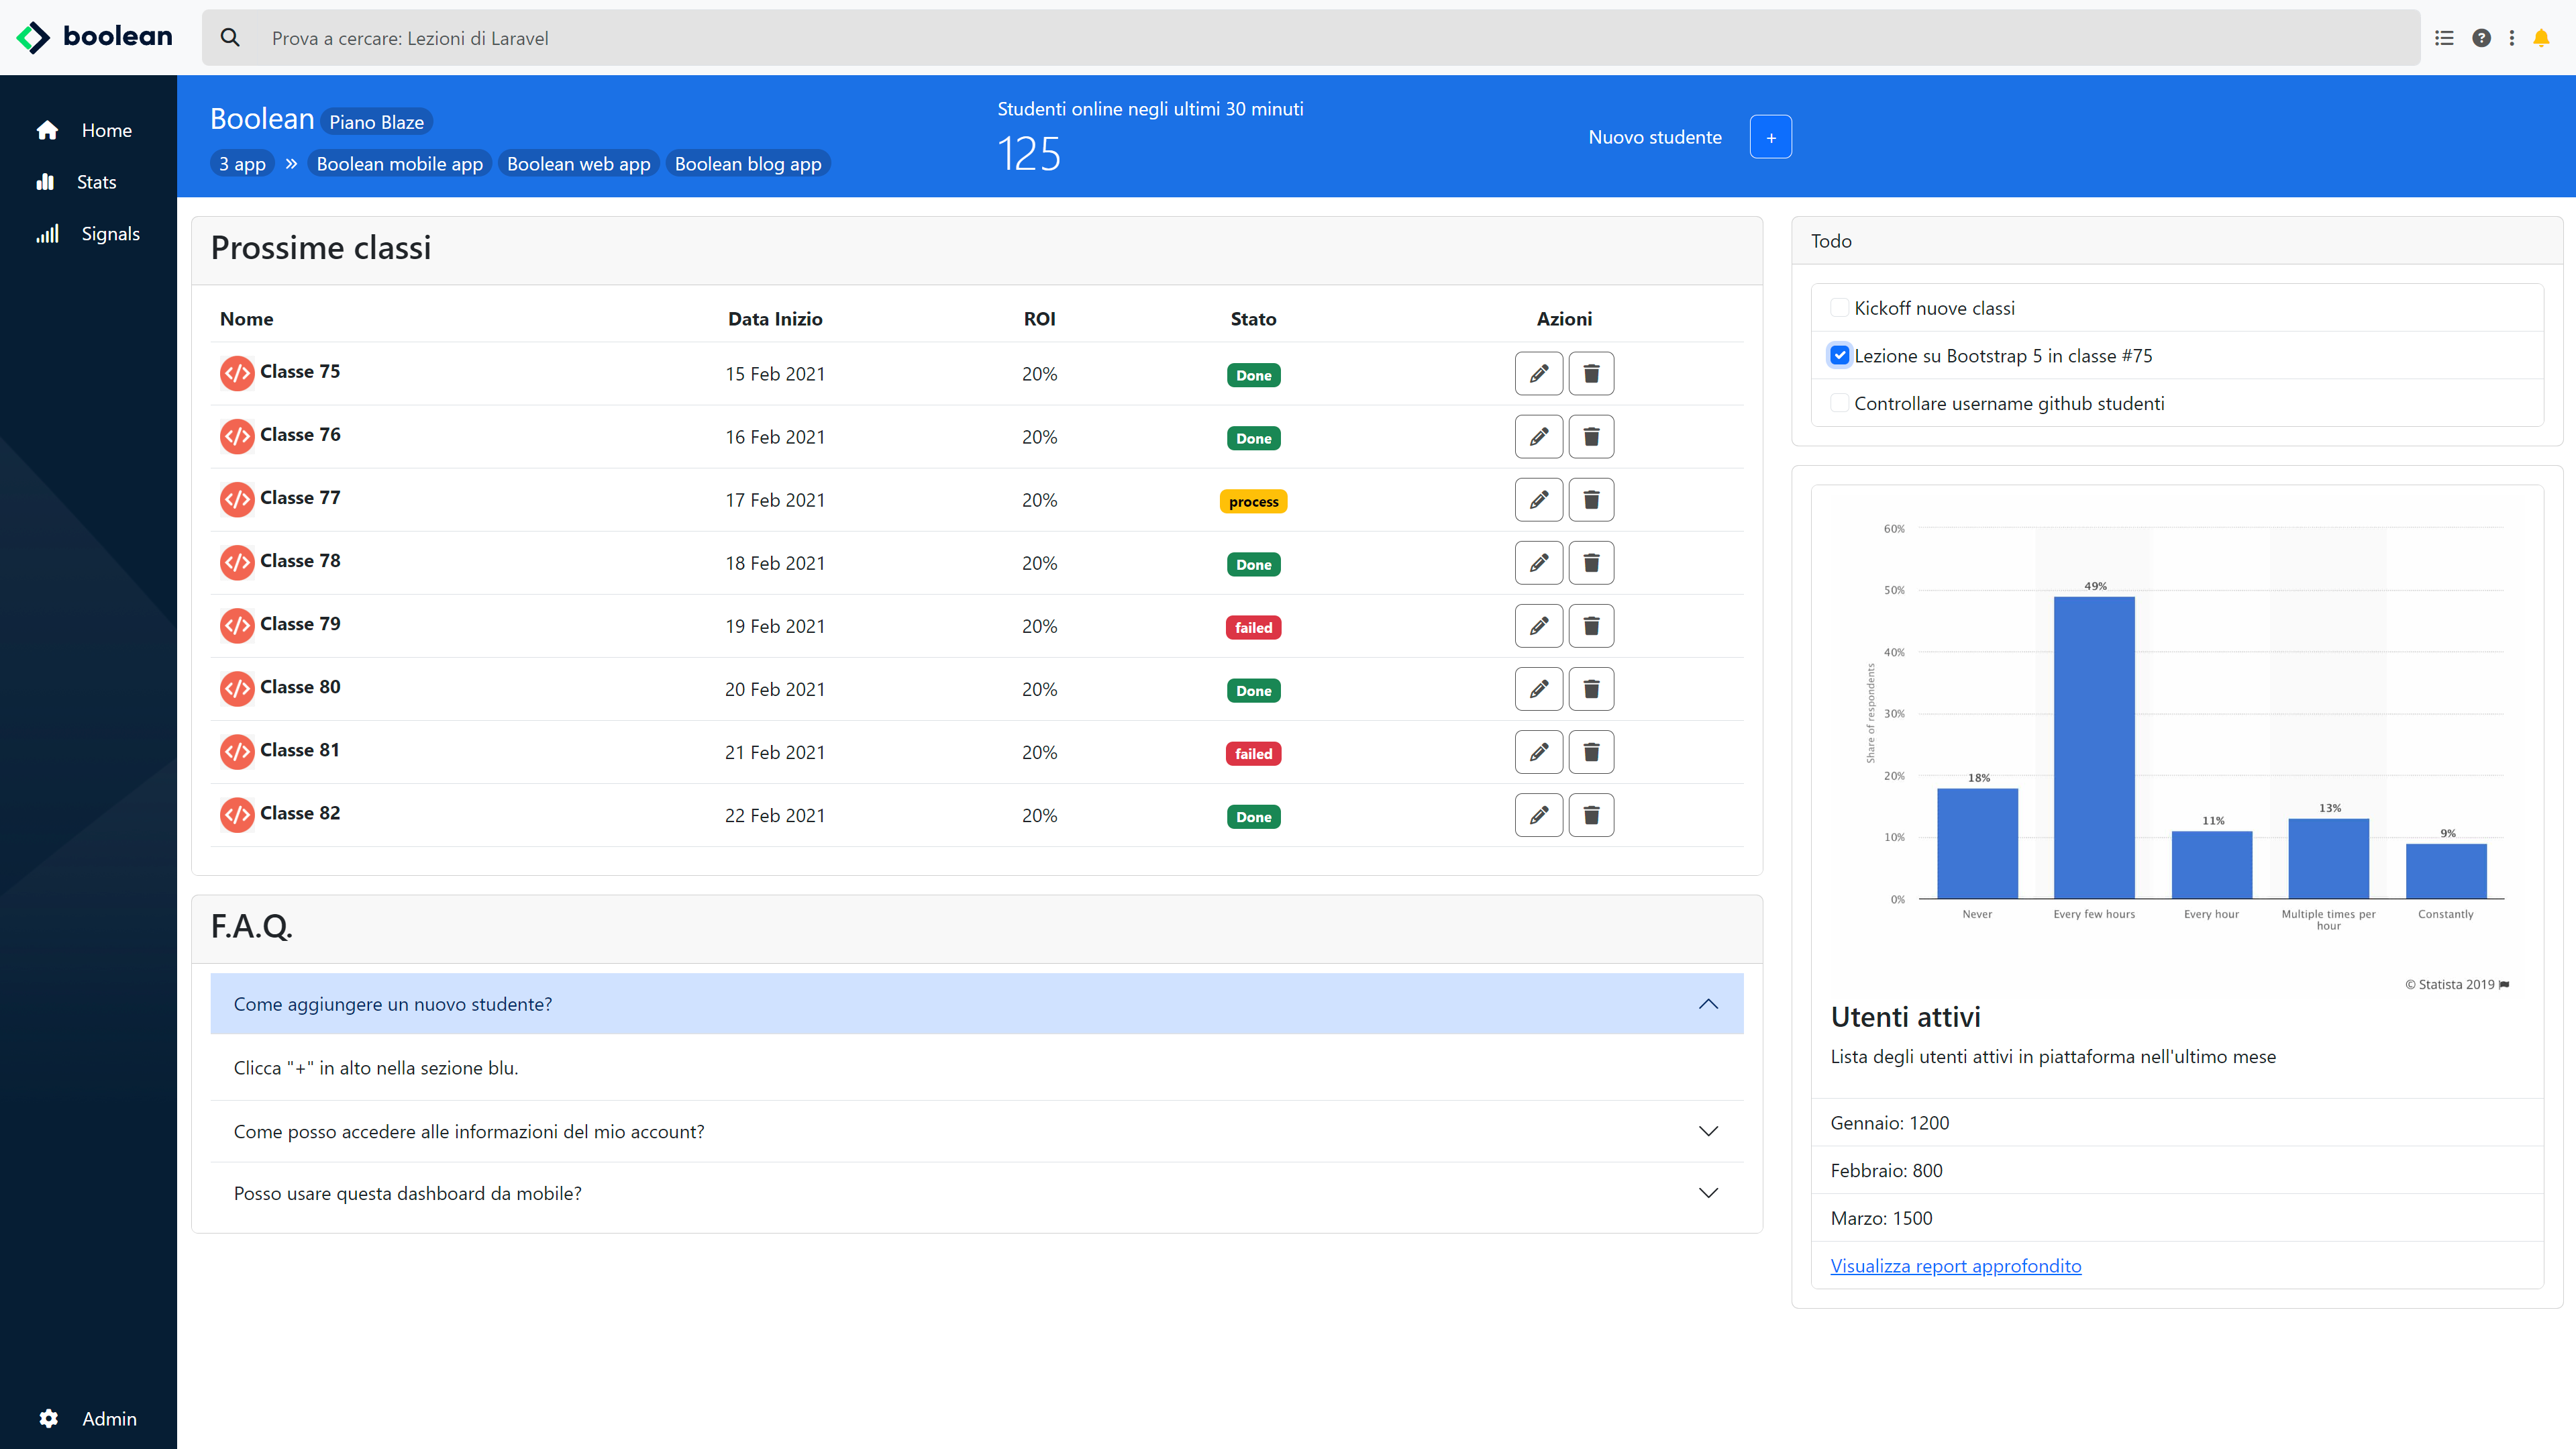 boolean
Prova a cercare: Lezioni di Laravel
Home
Stats
Signals
Admin
Boolean Piano Blaze
3 app » Boolean mobile app Boolean web app Boolean blog app
Studenti online negli ultimi 30 minuti
125
Nuovo studente +
Prossime classi
Nome Data Inizio ROI Stato Azioni
Classe 75 15 Feb 2021 20% Done
Classe 76 16 Feb 2021 20% Done
Classe 77 17 Feb 2021 20% process
Classe 78 18 Feb 2021 20% Done
Classe 79 19 Feb 2021 20% failed
Classe 80 20 Feb 2021 20% Done
Classe 81 21 Feb 2021 20% failed
Classe 82 22 Feb 2021 20% Done
F.A.Q.
Come aggiungere un nuovo studente?
Clicca "+" in alto nella sezione blu.
Come posso accedere alle informazioni del mio account?
Posso usare questa dashboard da mobile?
Todo
Kickoff nuove classi
Lezione su Bootstrap 5 in classe #75
Controllare username github studenti
Share of respondents
60%
50%
40%
30%
20%
10%
0%
18%
49%
11%
13%
9%
Never
Every few hours
Every hour
Multiple times per
hour
Constantly
© Statista 2019
Utenti attivi
Lista degli utenti attivi in piattaforma nell'ultimo mese
Gennaio: 1200
Febbraio: 800
Marzo: 1500
Visualizza report approfondito